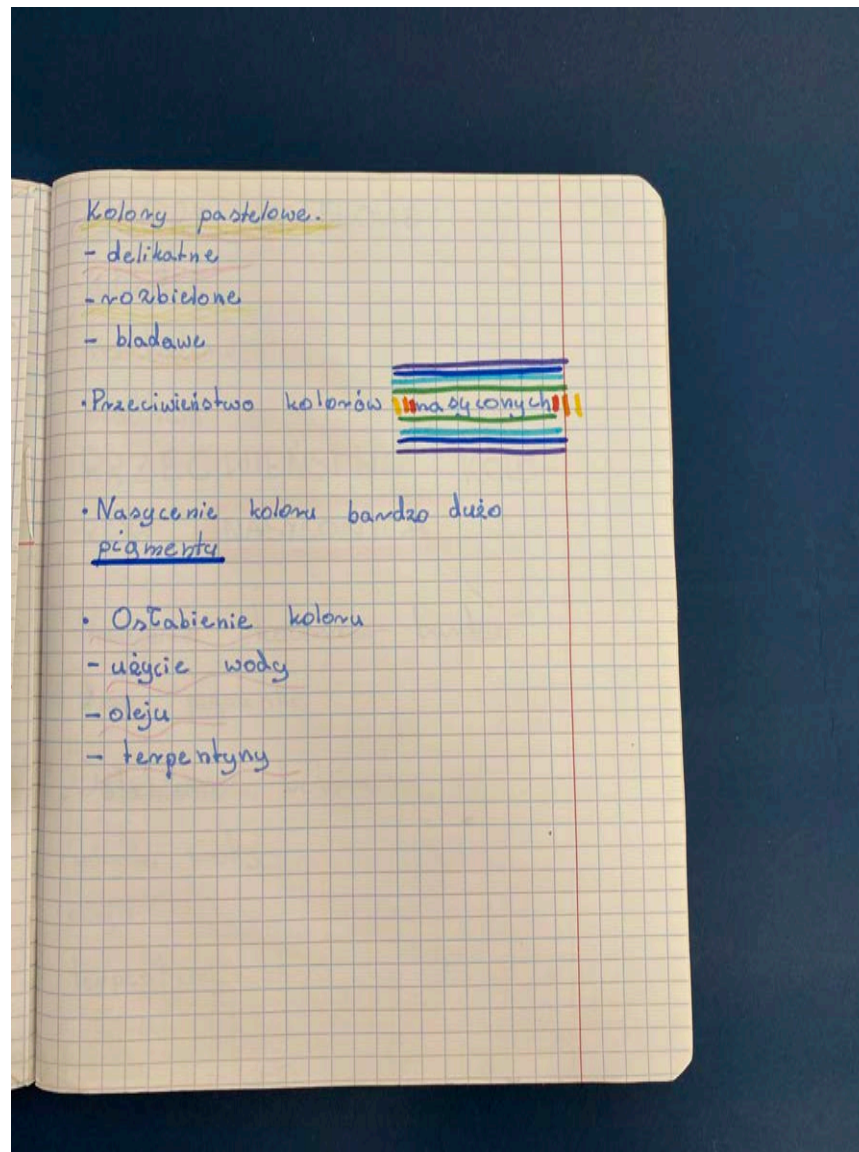 Kolory pastelowe.
- delikatne
- rozbielone
- bladawe
• Przeciwieństwo kolorów nasyconych
• Nasycenie koloru bardzo dużo
pigmentu
• Osłabienie koloru
- użycie wody
- oleju
- terpentyny